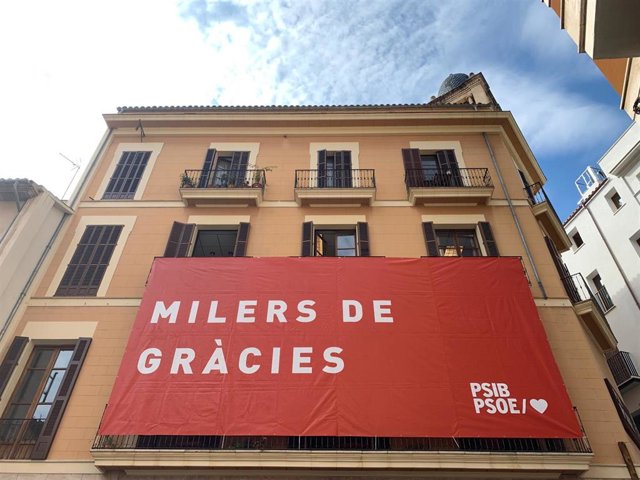 MILERS DE
GRÀCIES
PSIB
PSOE/